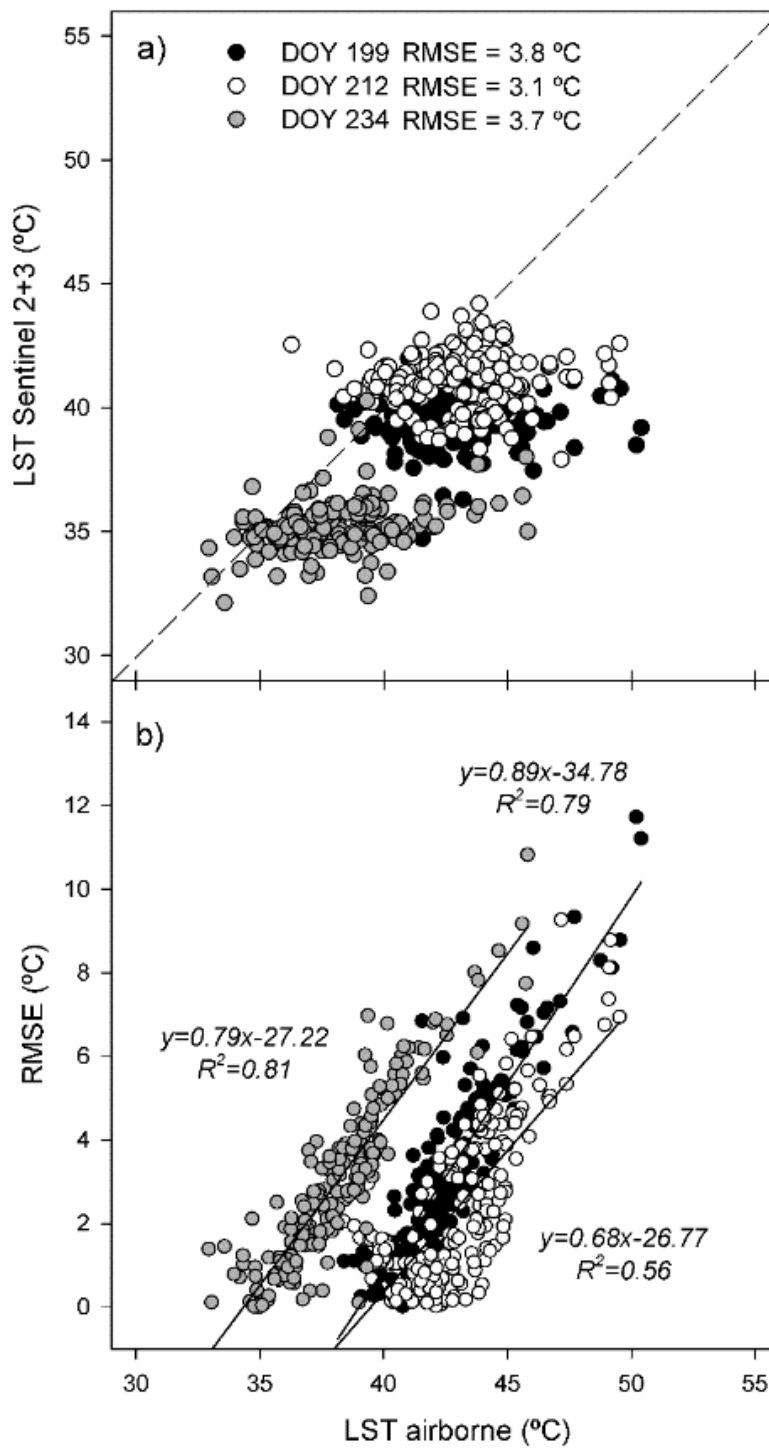 a)
DOY 199 RMSE = 3.8 ºC
DOY 212 RMSE = 3.1 ºC
DOY 234 RMSE = 3.7 ºC
55
50
45
40
35
30
LST Sentinel 2+3 (ºC)
b)
y=0.89x-34.78
R²=0.79
y=0.79x-27.22
R²=0.81
y=0.68x-26.77
R²=0.56
14
12
10
8
6
4
2
0
RMSE (ºC)
30 35 40 45 50 55
LST airborne (ºC)